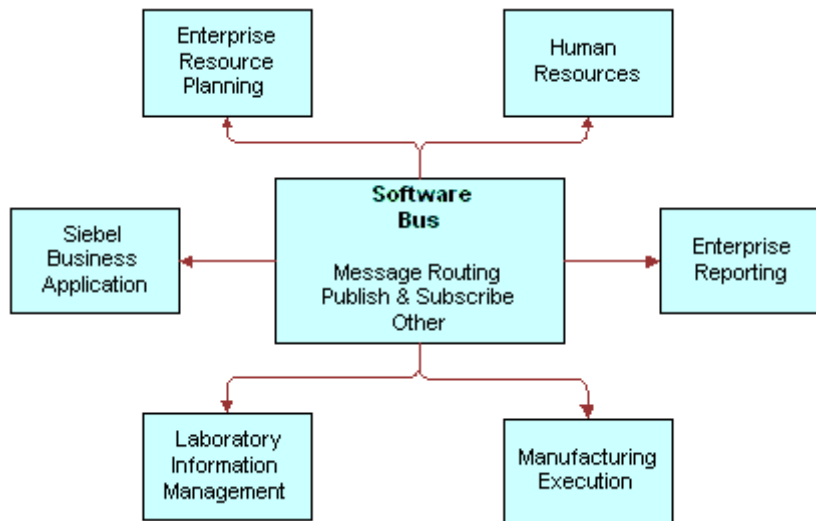 Enterprise
Resource
Planning
Human
Resources
Software
Bus
Message Routing
Publish & Subscribe
Other
Siebel
Business
Application
Enterprise
Reporting
Laboratory
Information
Management
Manufacturing
Execution